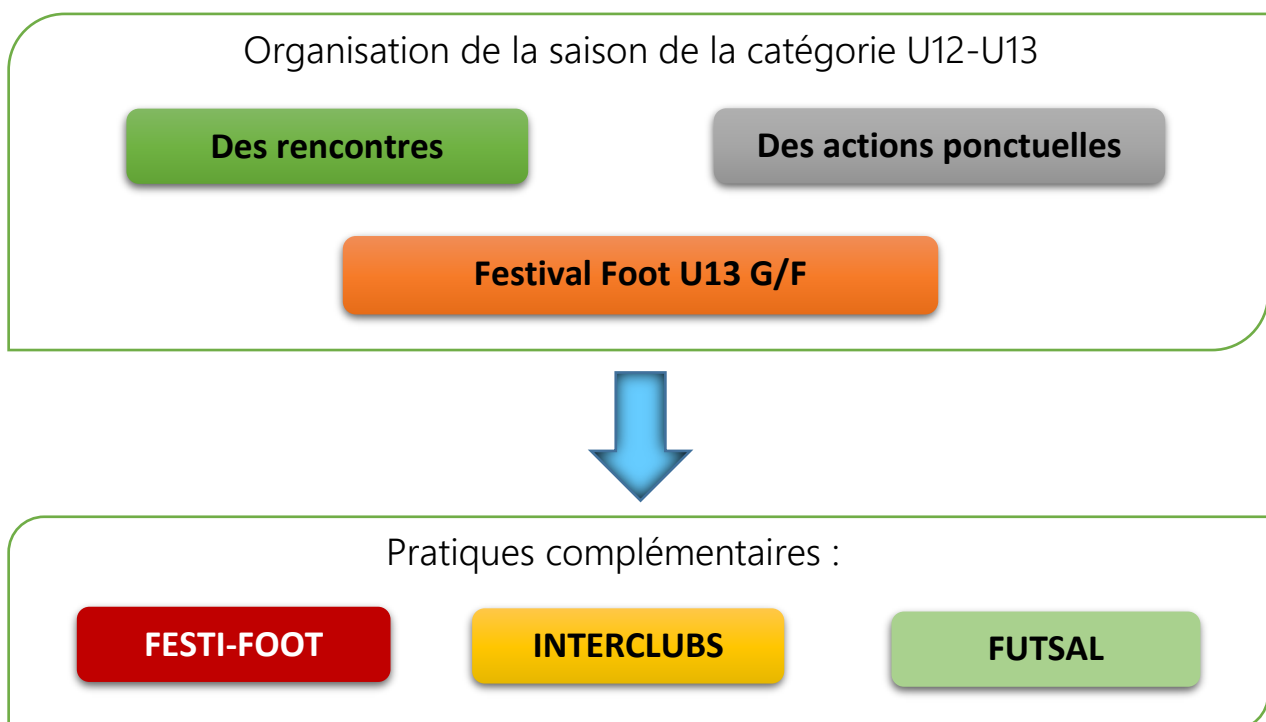 Organisation de la saison de la catégorie U12-U13
Des rencontres
Des actions ponctuelles
Festival Foot U13 G/F
Pratiques complémentaires :
FESTI-FOOT
INTERCLUBS
FUTSAL